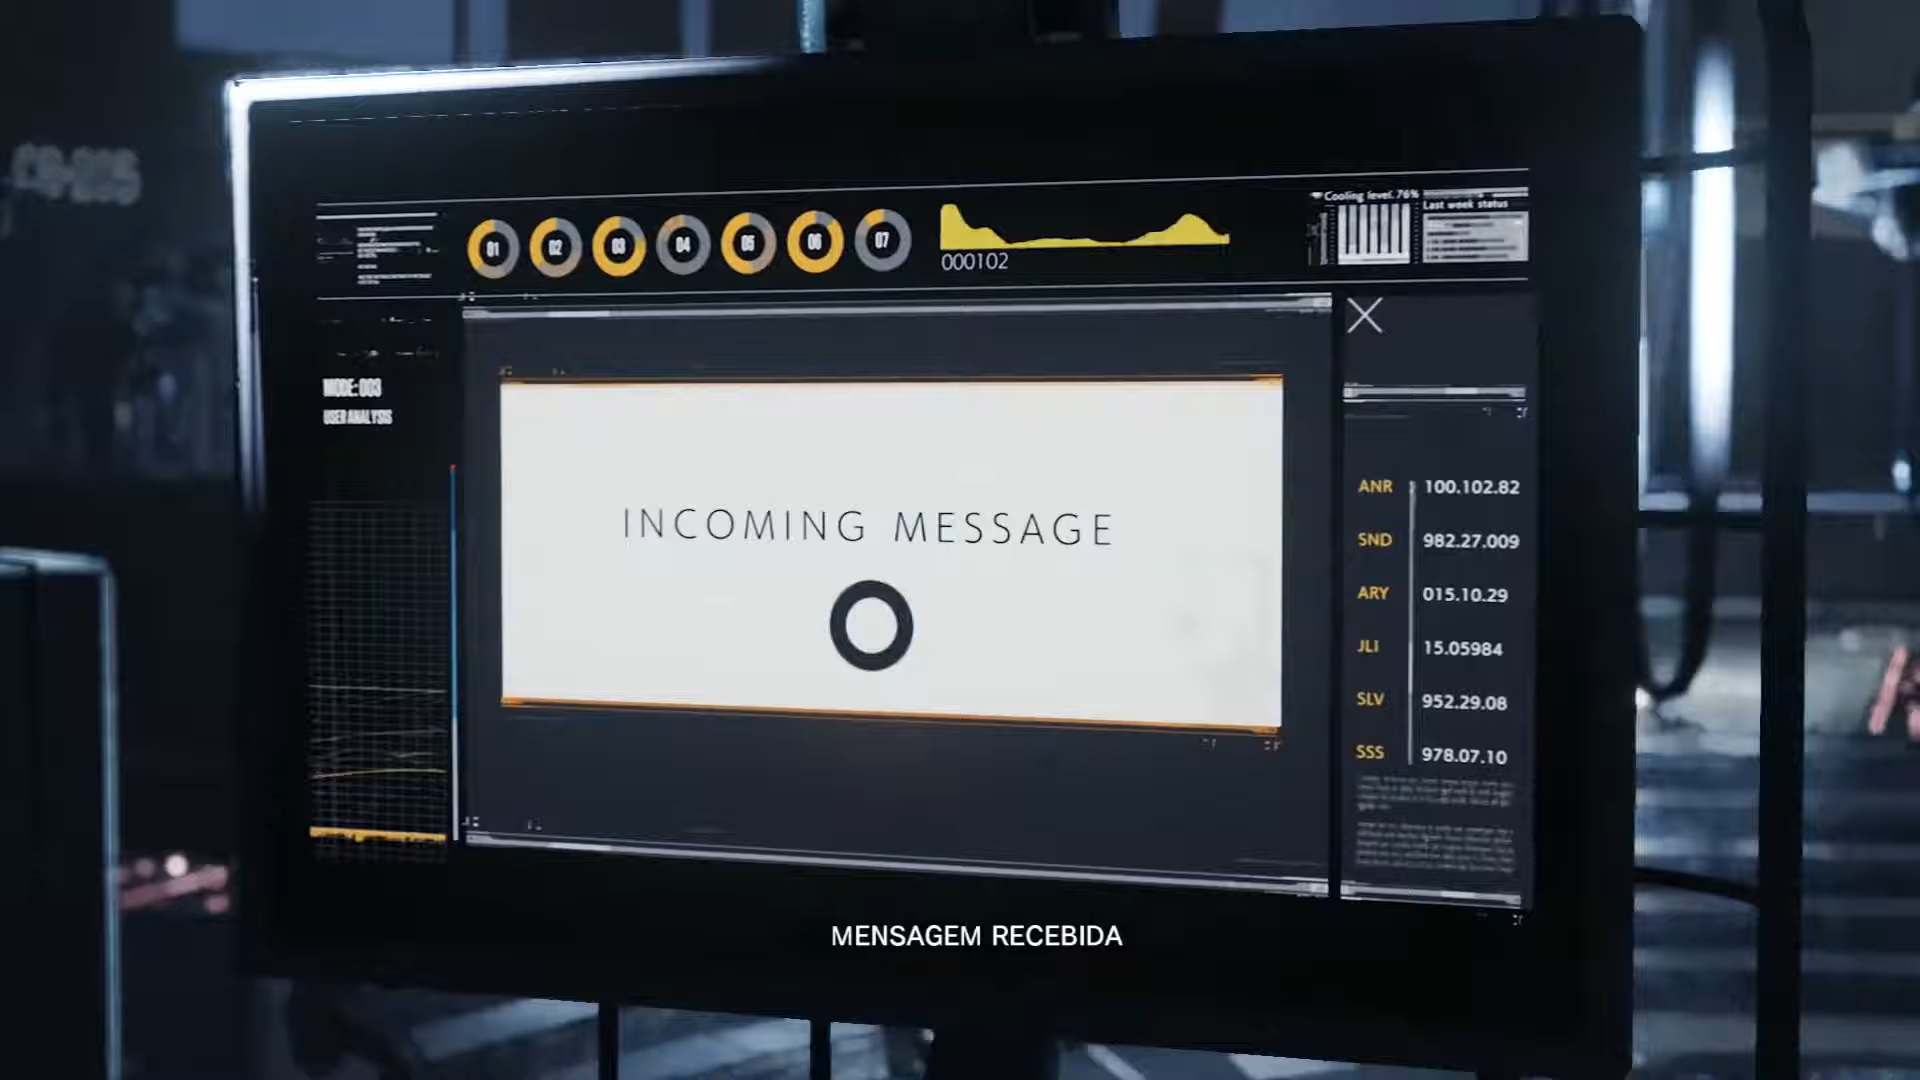 Cooling level.76%
Last week status
01 02 03 04 05 06 07
000102
MODE:003
USER ANALYSIS
INCOMING MESSAGE
ANR 100.102.82
SND 982.27.009
ARY 015.10.29
JLI 15.05984
SLV 952.29.08
SSS 978.07.10
MENSAGEM RECEBIDA